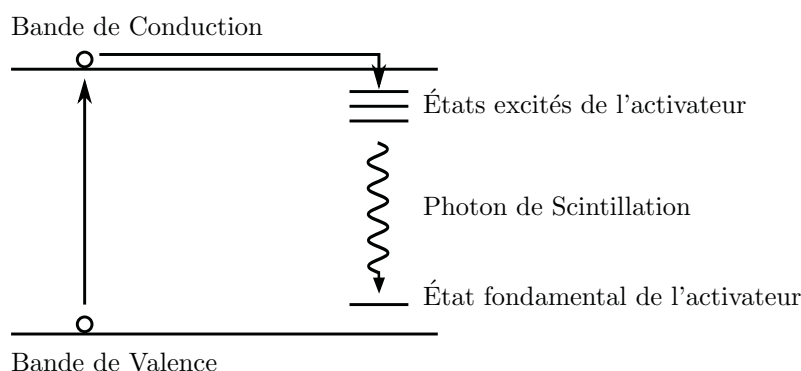 Bande de Conduction
États excités de l'activateur
Photon de Scintillation
État fondamental de l'activateur
Bande de Valence